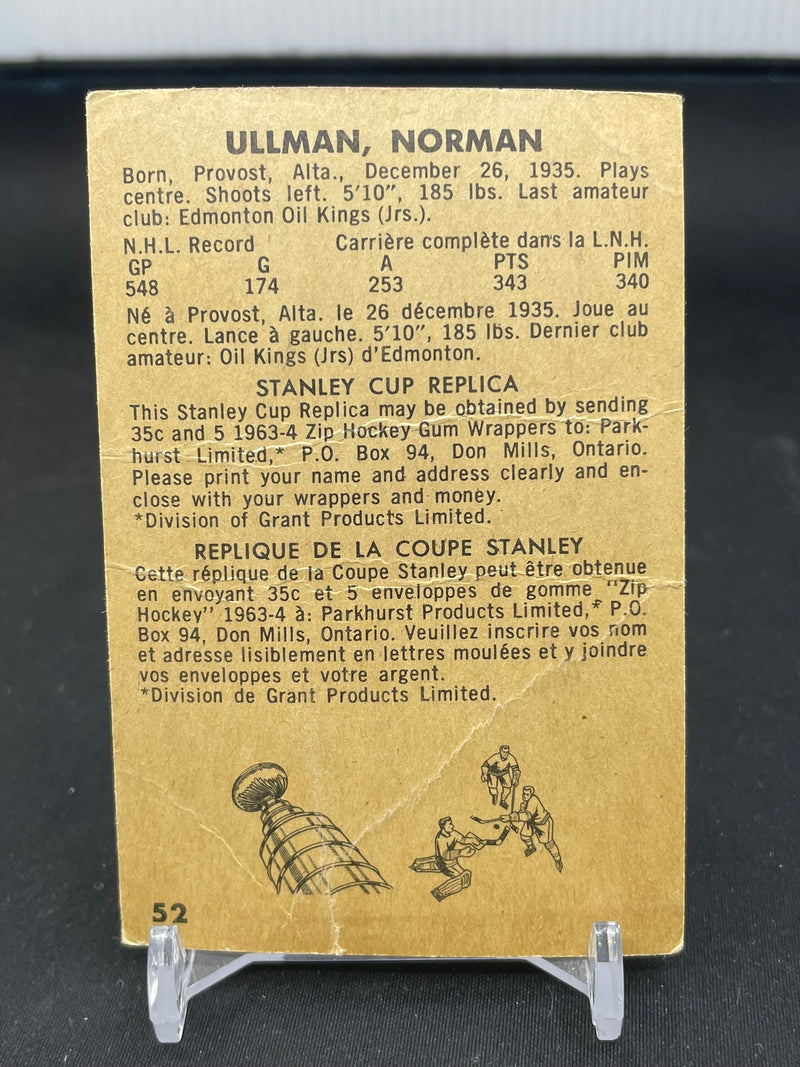 ULLMAN, NORMAN
Born, Provost, Alta., December 26, 1935. Plays
centre. Shoots left. 5'10", 185 lbs. Last amateur
club: Edmonton Oil Kings (Jrs.).
N.H.L. Record Carrière complète dans la L.N.H.
GP G A PTS PIM
548 174 253 343 340
Né à Provost, Alta. le 26 décembre 1935. Joue au
centre. Lance à gauche. 5'10", 185 lbs. Dernier club
amateur: Oil Kings (Jrs) d'Edmonton.
STANLEY CUP REPLICA
This Stanley Cup Replica may be obtained by sending
35c and 5 1963-4 Zip Hockey Gum Wrappers to: Park-
hurst Limited,* P.O. Box 94, Don Mills, Ontario.
Please print your name and address clearly and en-
close with your wrappers and money.
*Division of Grant Products Limited.
REPLIQUE DE LA COUPE STANLEY
Cette réplique de la Coupe Stanley peut être obtenue
en envoyant 35c et 5 enveloppes de gomme "Zip
Hockey" 1963-4 à: Parkhurst Products Limited,* P.O.
Box 94, Don Mills, Ontario. Veuillez inscrire vos nom
et adresse lisiblement en lettres moulées et y joindre
vos enveloppes et votre argent.
*Division de Grant Products Limited.
52